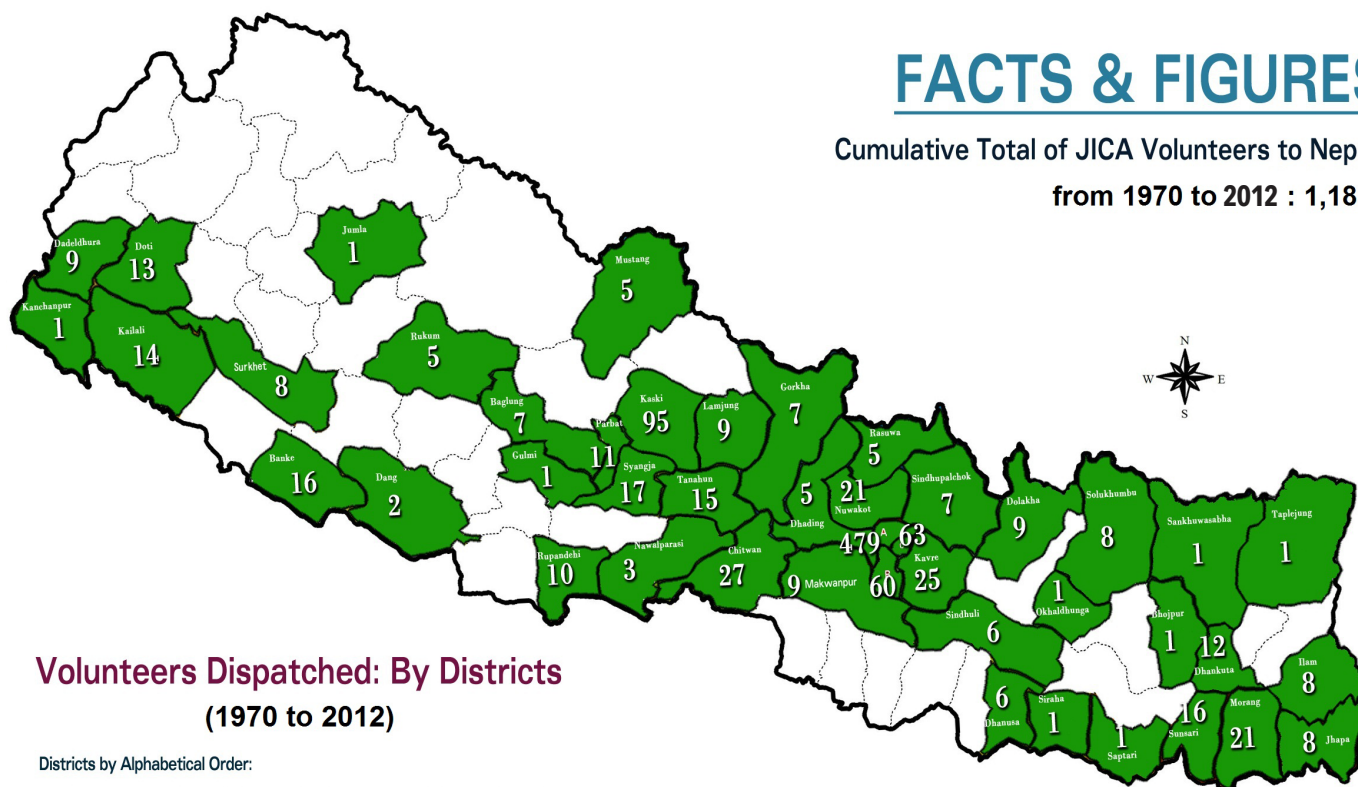 FACTS & FIGURES
Cumulative Total of JICA Volunteers to Nep
from 1970 to 2012 : 1,18
N
W E
S
Dadeldhura
9
Doti
13
Jumla
1
Mustang
5
Kanchanpur
1
Kailali
14
Surkhet
8
Rukum
5
Baglung
7
Parbat
11
Kaski
95
Lamjung
9
Gorkha
7
Rasuwa
5
Banke
16
Dang
2
Gulmi
1
Syangja
17
Tanahun
15
5
Dhading
21
Nuwakot
Sindhupalchok
7
Dolakha
9
Solukhumbu
8
Sankhuwasabha
1
Taplejung
1
479
A
63
Rupandehi
10
Nawalparasi
3
Chitwan
27
9
Makwanpur
B
60
Kavre
25
1
Okhaldhunga
Sindhuli
6
Bhojpur
1
12
Dhankuta
Ilam
8
6
Dhanusa
Siraha
1
1
Saptari
16
Sunsari
Morang
21
8
Jhapa
Volunteers Dispatched: By Districts
(1970 to 2012)
Districts by Alphabetical Order: